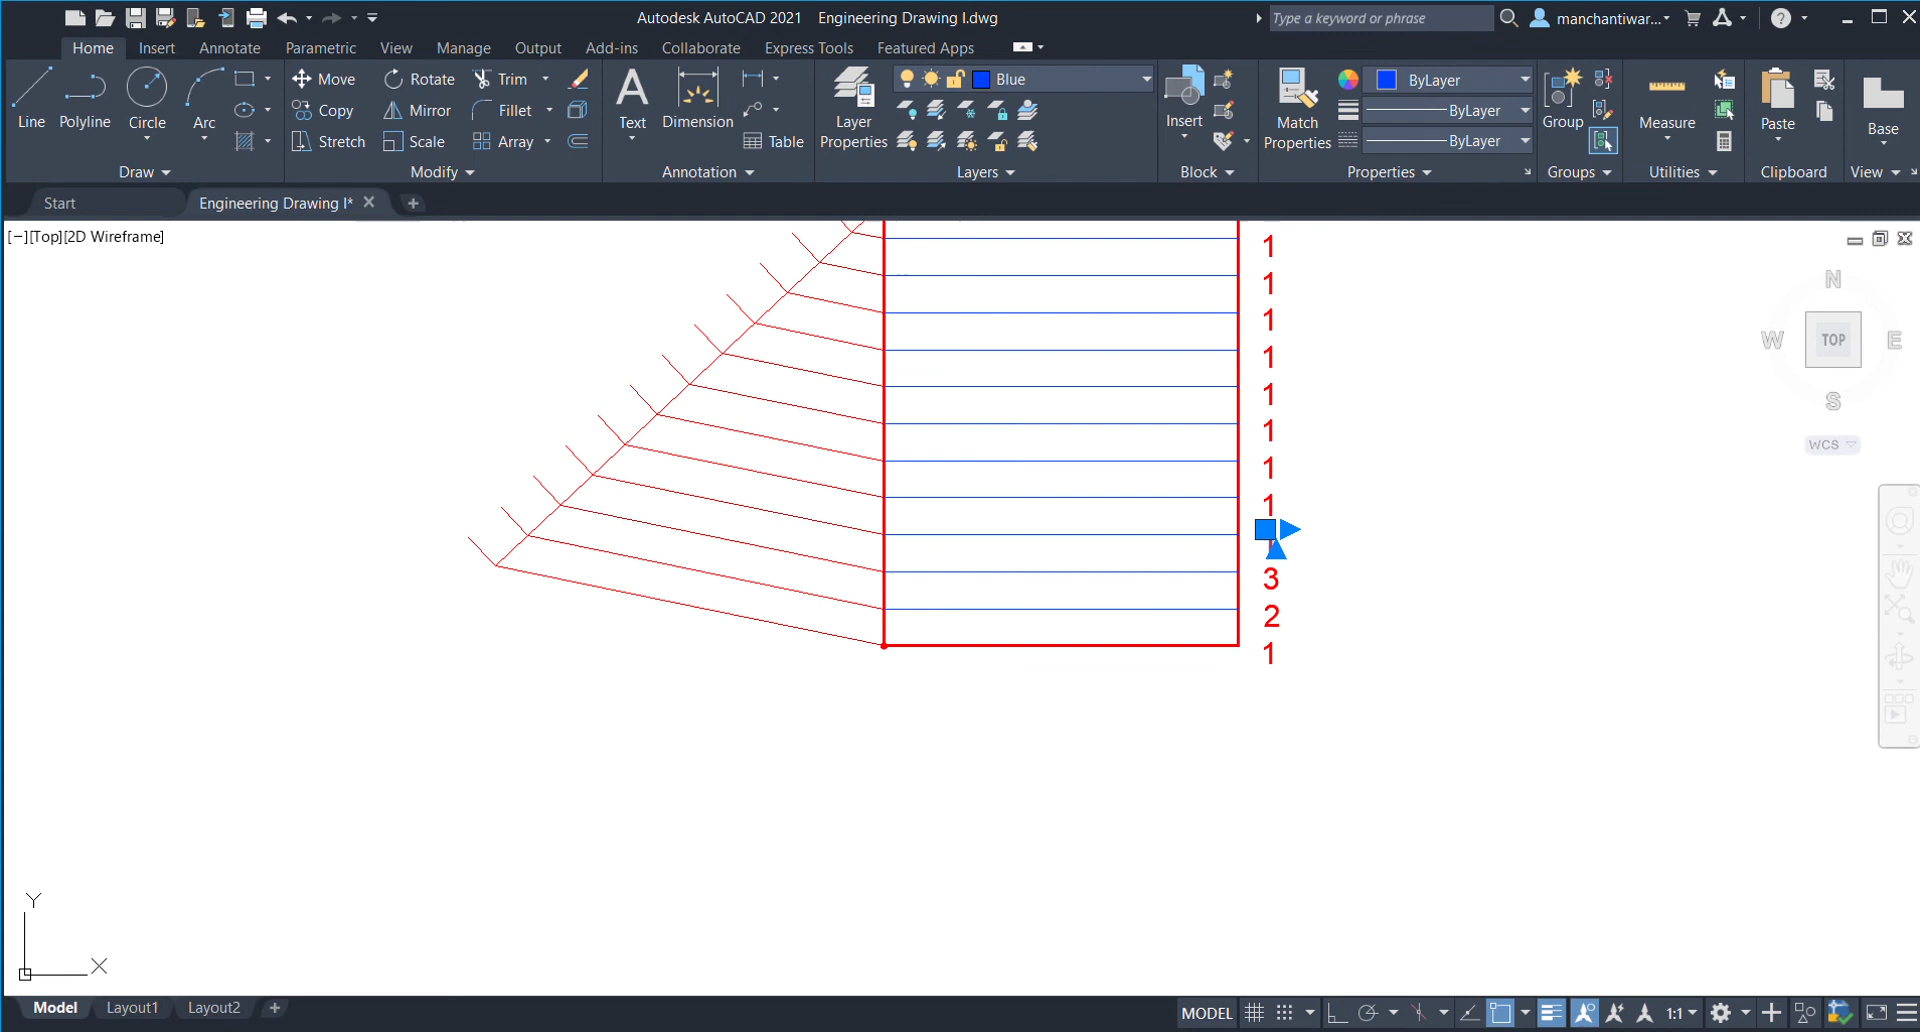 Autodesk AutoCAD 2021 Engineering Drawing I.dwg
Type a keyword or phrase
manchantiwar...
Home Insert Annotate Parametric View Manage Output Add-ins Collaborate Express Tools Featured Apps
Line Polyline Circle Arc
Move Rotate Trim
Copy Mirror Fillet
Stretch Scale Array
Text Dimension Table
Layer Properties
Blue
Insert
Match Properties
ByLayer
ByLayer
ByLayer
Group
Measure
Paste
Base
Draw Modify Annotation Layers Block Properties Groups Utilities Clipboard View
Start Engineering Drawing I*
[−][Top][2D Wireframe]
1
1
1
1
1
1
1
1
3
2
1
N
W TOP E
S
WCS
Y
X
Model Layout1 Layout2
MODEL 1:1